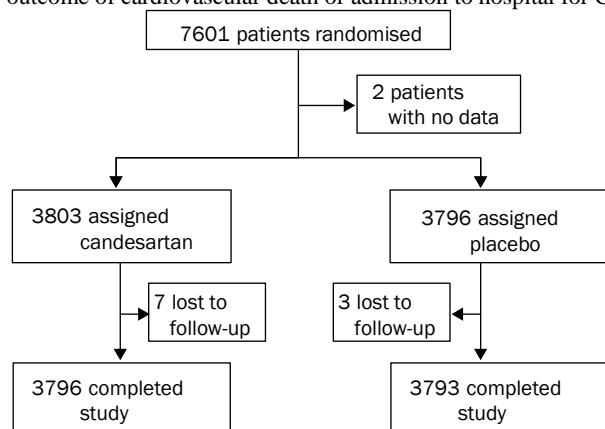 outcome of cardiovascular death or admission to hospital for
7601 patients randomised
2 patients
with no data
3803 assigned
candesartan
3796 assigned
placebo
7 lost to
follow-up
3 lost to
follow-up
3796 completed
study
3793 completed
study